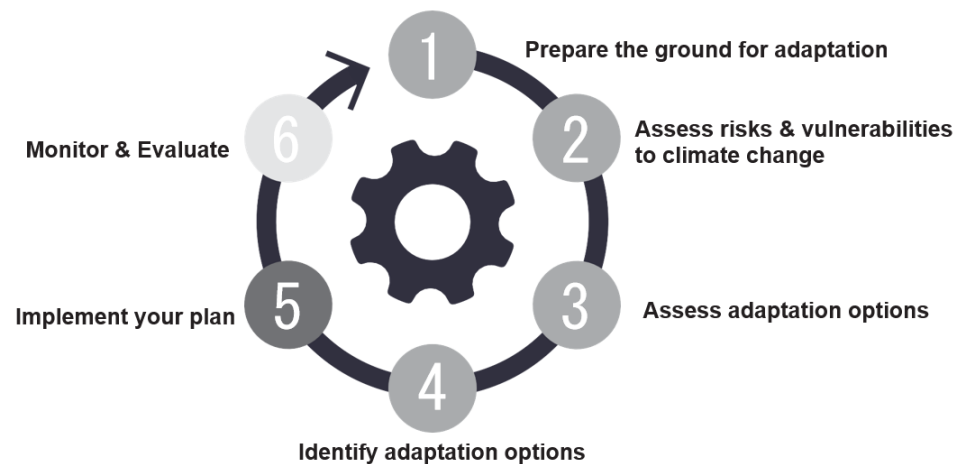 1
Prepare the ground for adaptation
2
Assess risks & vulnerabilities
to climate change
3
Assess adaptation options
4
Identify adaptation options
5
Implement your plan
6
Monitor & Evaluate